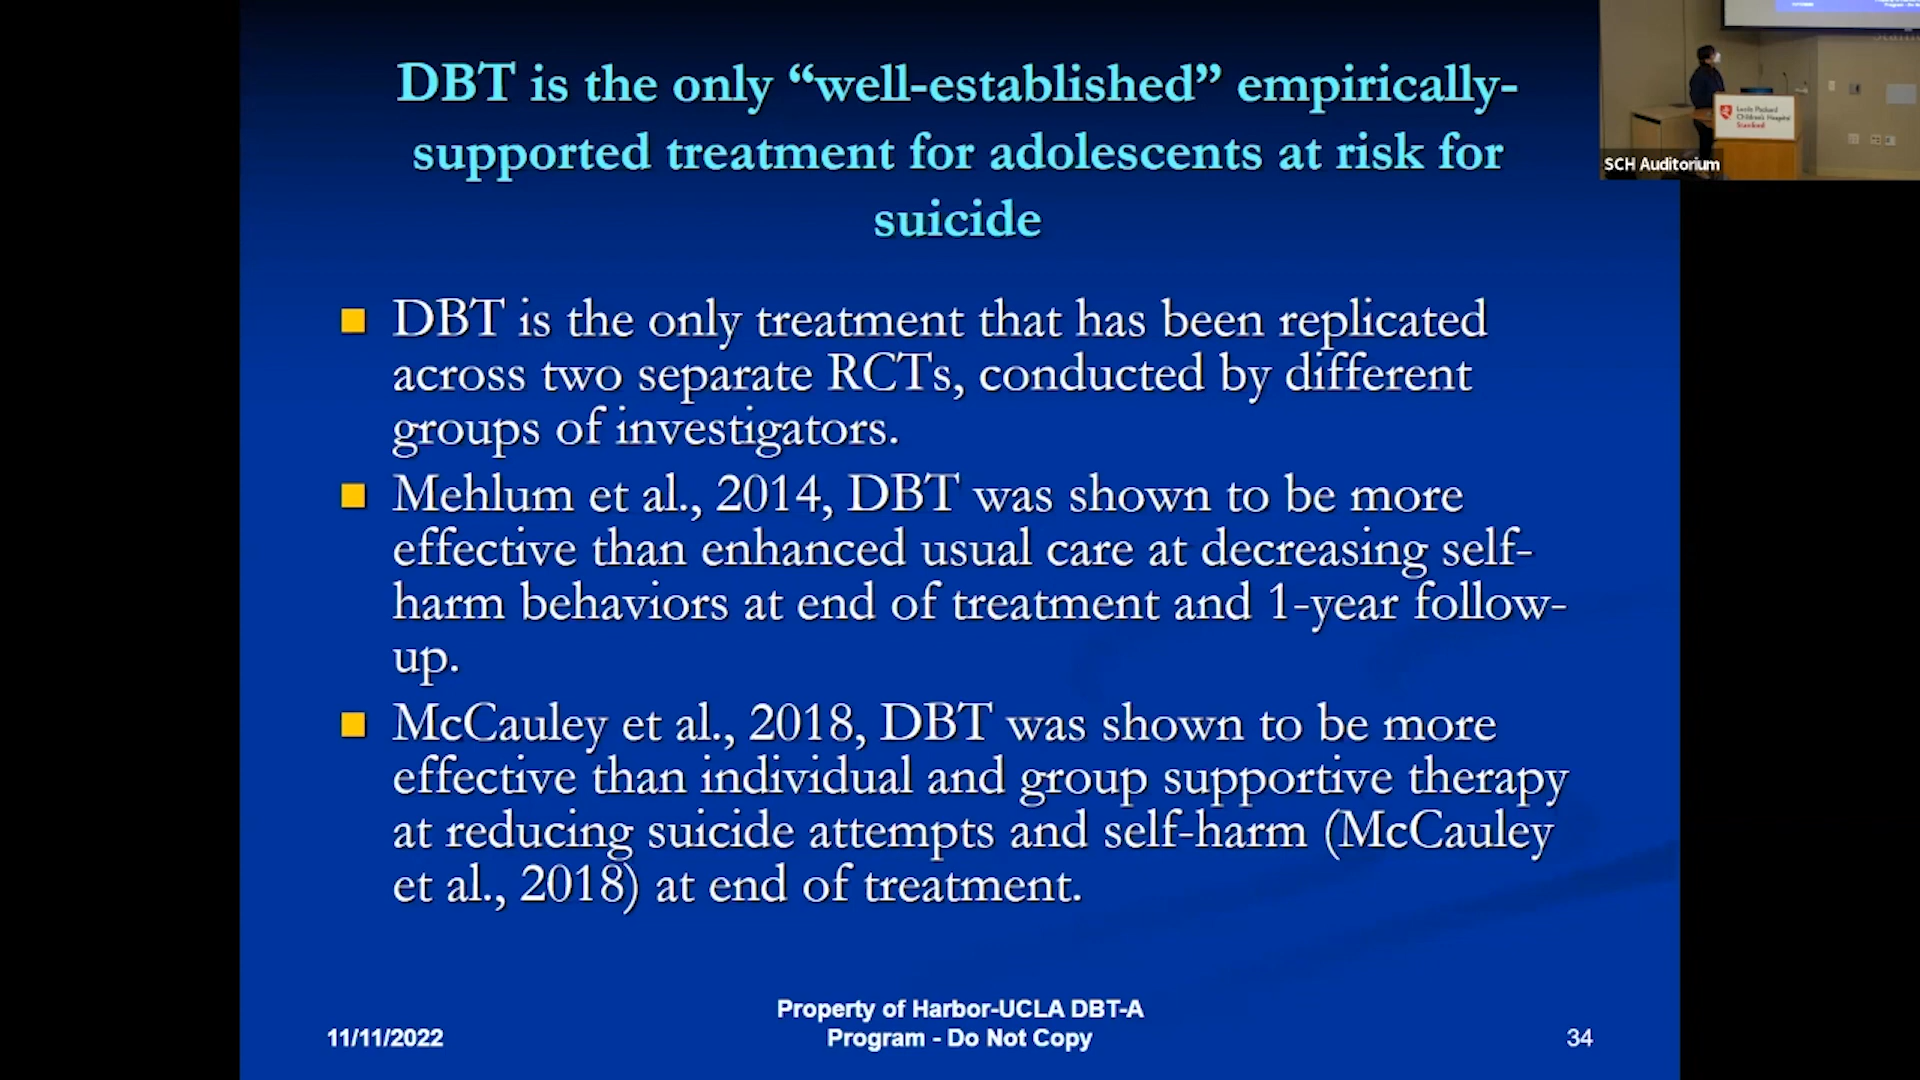 DBT is the only “well-established” empirically-
supported treatment for adolescents at risk for
suicide
DBT is the only treatment that has been replicated
across two separate RCTs, conducted by different
groups of investigators.
Mehlum et al., 2014, DBT was shown to be more
effective than enhanced usual care at decreasing self-
harm behaviors at end of treatment and 1-year follow-
up.
McCauley et al., 2018, DBT was shown to be more
effective than individual and group supportive therapy
at reducing suicide attempts and self-harm (McCauley
et al., 2018) at end of treatment.
11/11/2022
Property of Harbor-UCLA DBT-A
Program - Do Not Copy
34
Lucile Packard
Children's Hospital
Stanford
SCH Auditorium